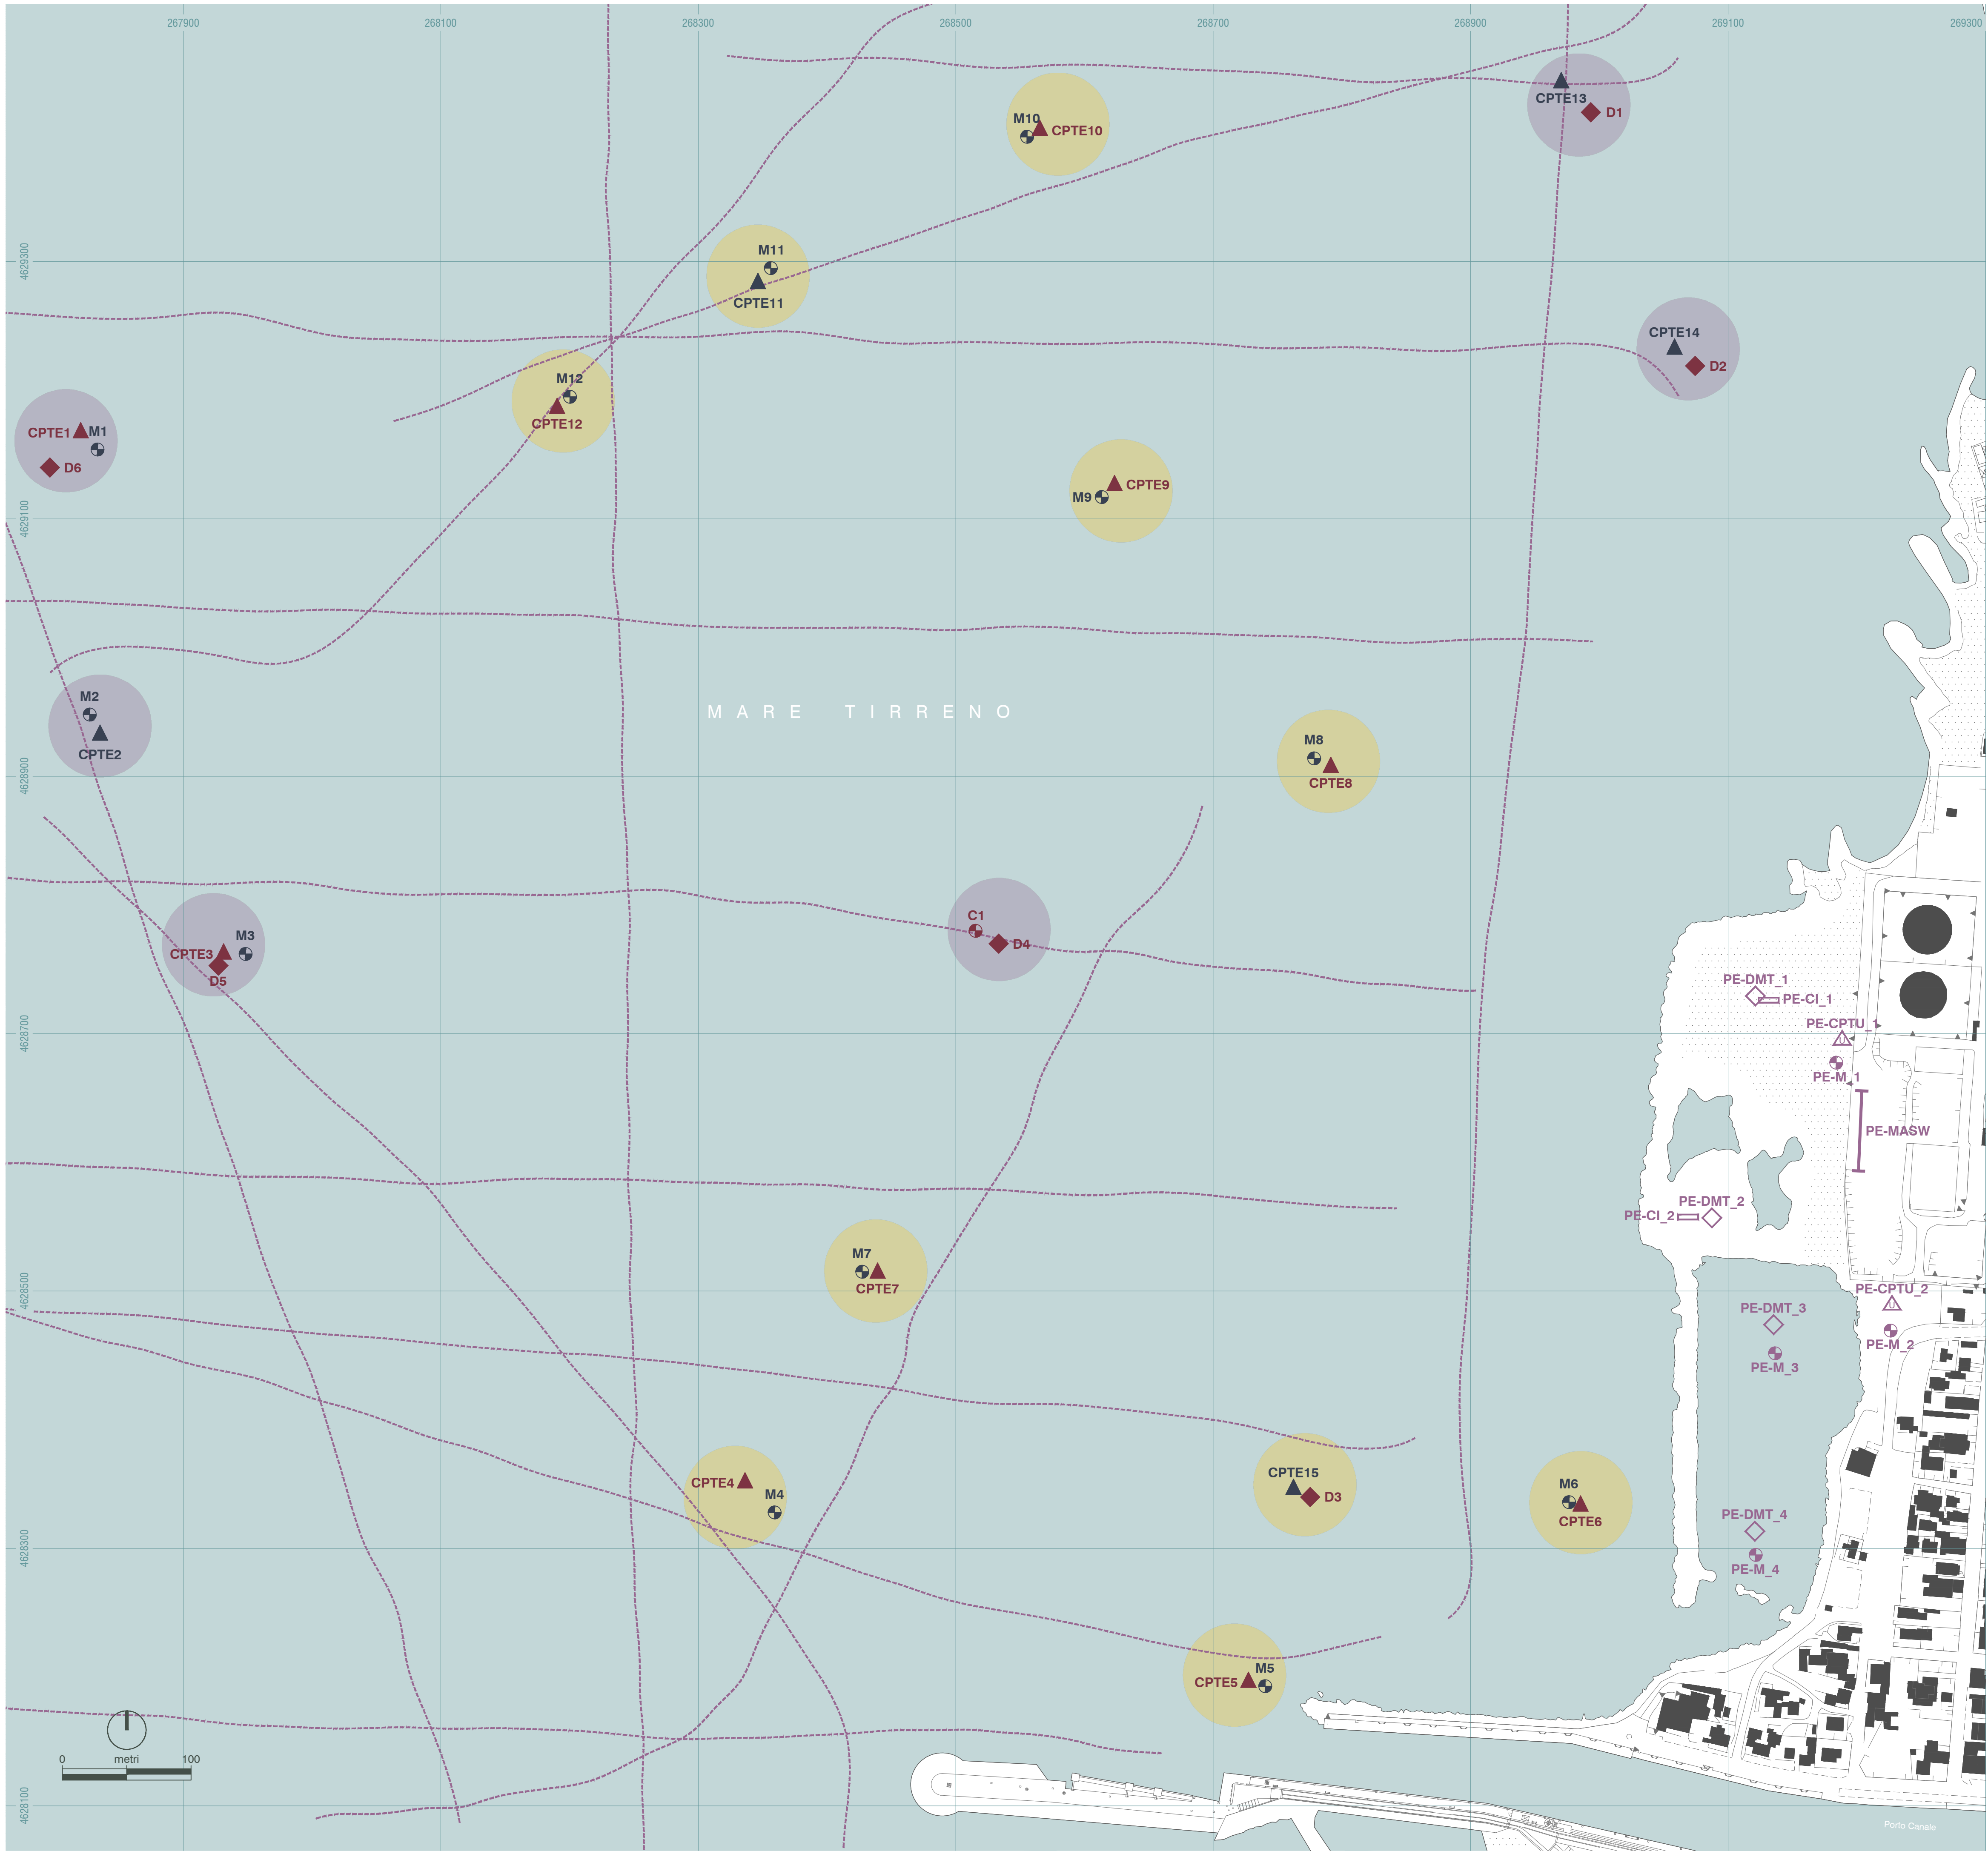 267900 268100 268300 268500 268700 268900 269100 269300
CPTE13
D1
M10
CPTE10
M11
CPTE11
4629300
CPTE14
D2
M12
CPTE12
CPTE1 M1
D6
M9 CPTE9
4629100
M2
CPTE2
MARE TIRRENO
M8
CPTE8
4628900
C1
D4
M3
CPTE3
D5
PE-DMT_1
PE-CI_1
PE-CPTU_1
U
PE-M_1
4628700
PE-MASW
PE-DMT_2
PE-CI_2
M7
CPTE7
4628500
PE-CPTU_2
U
PE-M_2
PE-DMT_3
PE-M_3
CPTE4
M4
CPTE15
D3
M6
CPTE6
PE-DMT_4
PE-M_4
4628300
M5
CPTE5
0 metri 100
4628100
Porto Canale